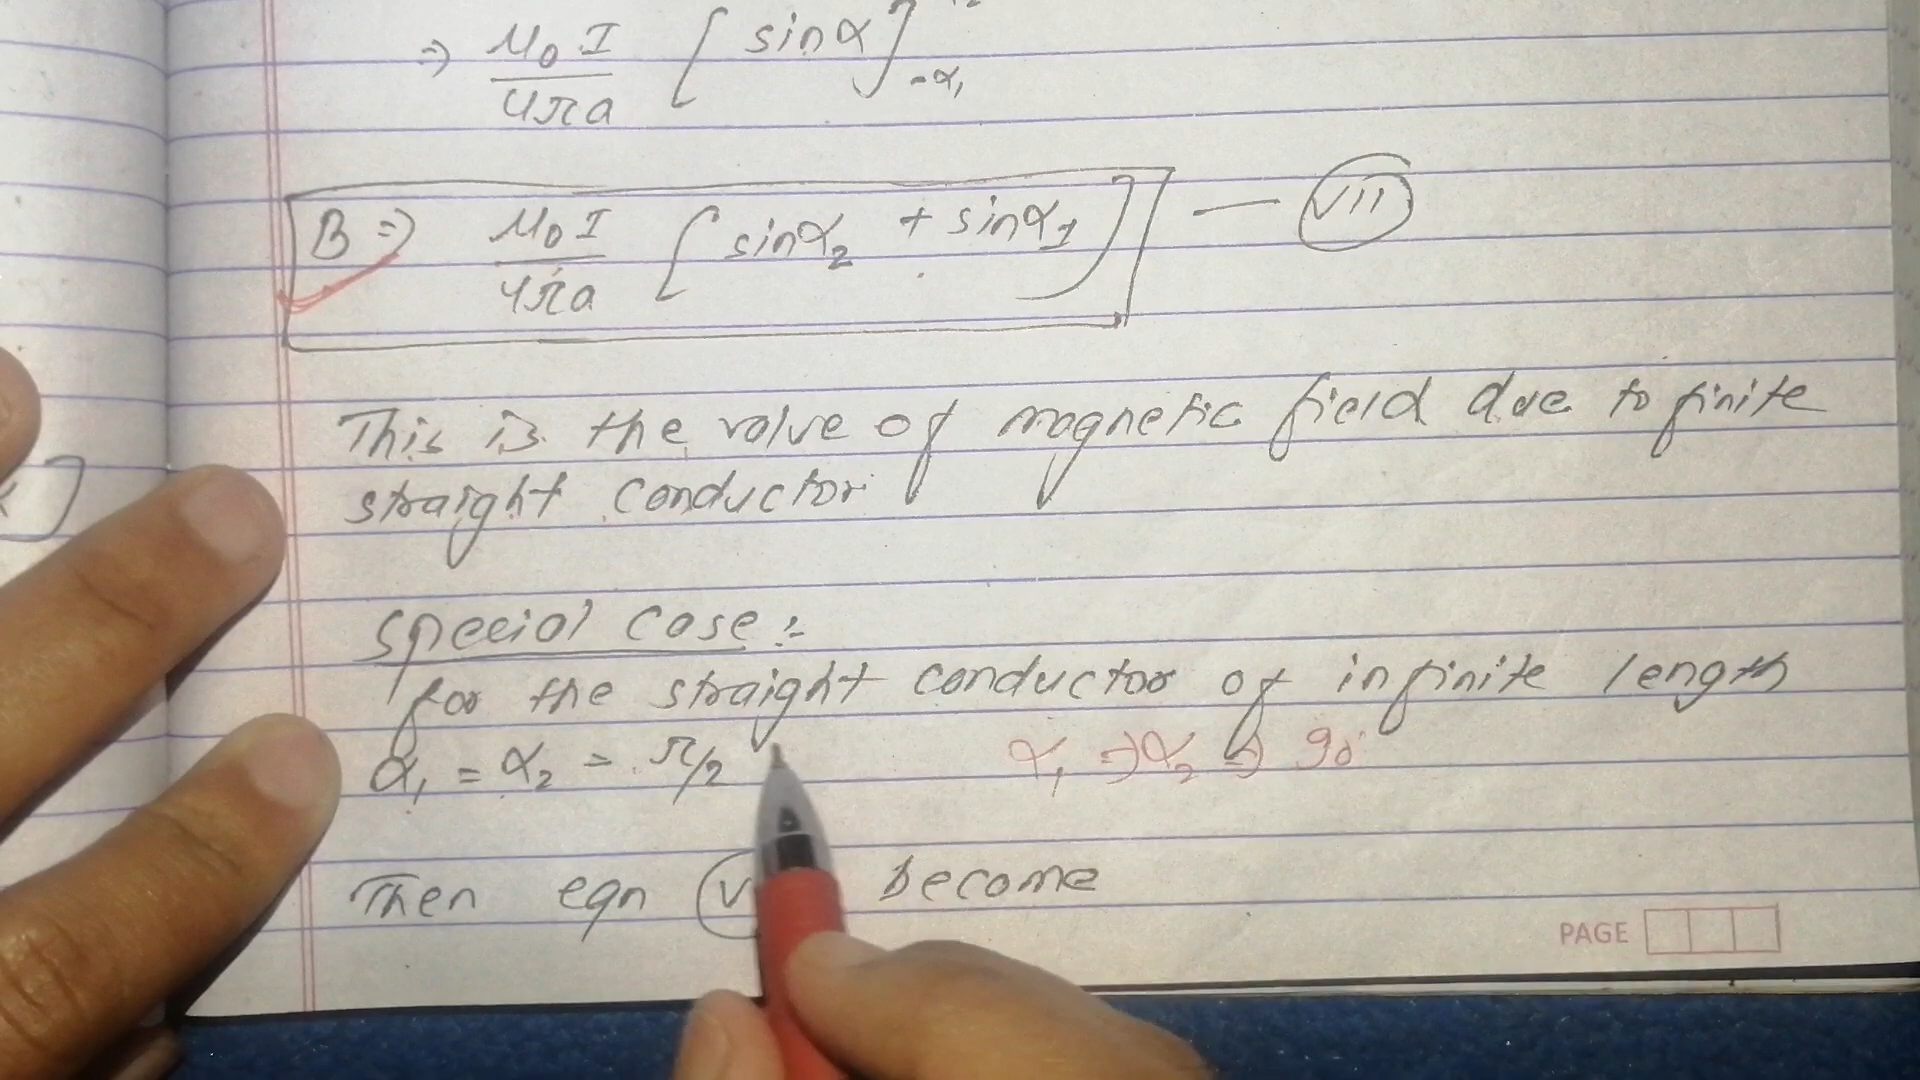 ⇒ μ₀I/4πa [sinα]₋α₁
B ⇒ μ₀I/4πa [sinα₂ + sinα₁] — VII
This is the value of magnetic field due to finite
straight conductor
special case :-
for the straight conductor of infinite length
α₁ = α₂ = π/2 α₁ ⇒ α₂ ⇒ 90°
Then eqn become
PAGE